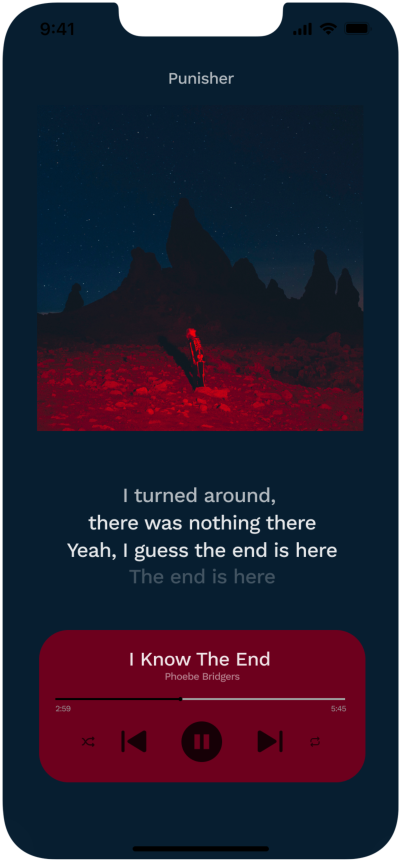 9:41
Punisher
I turned around,
there was nothing there
Yeah, I guess the end is here
The end is here
I Know The End
Phoebe Bridgers
2:59 5:45